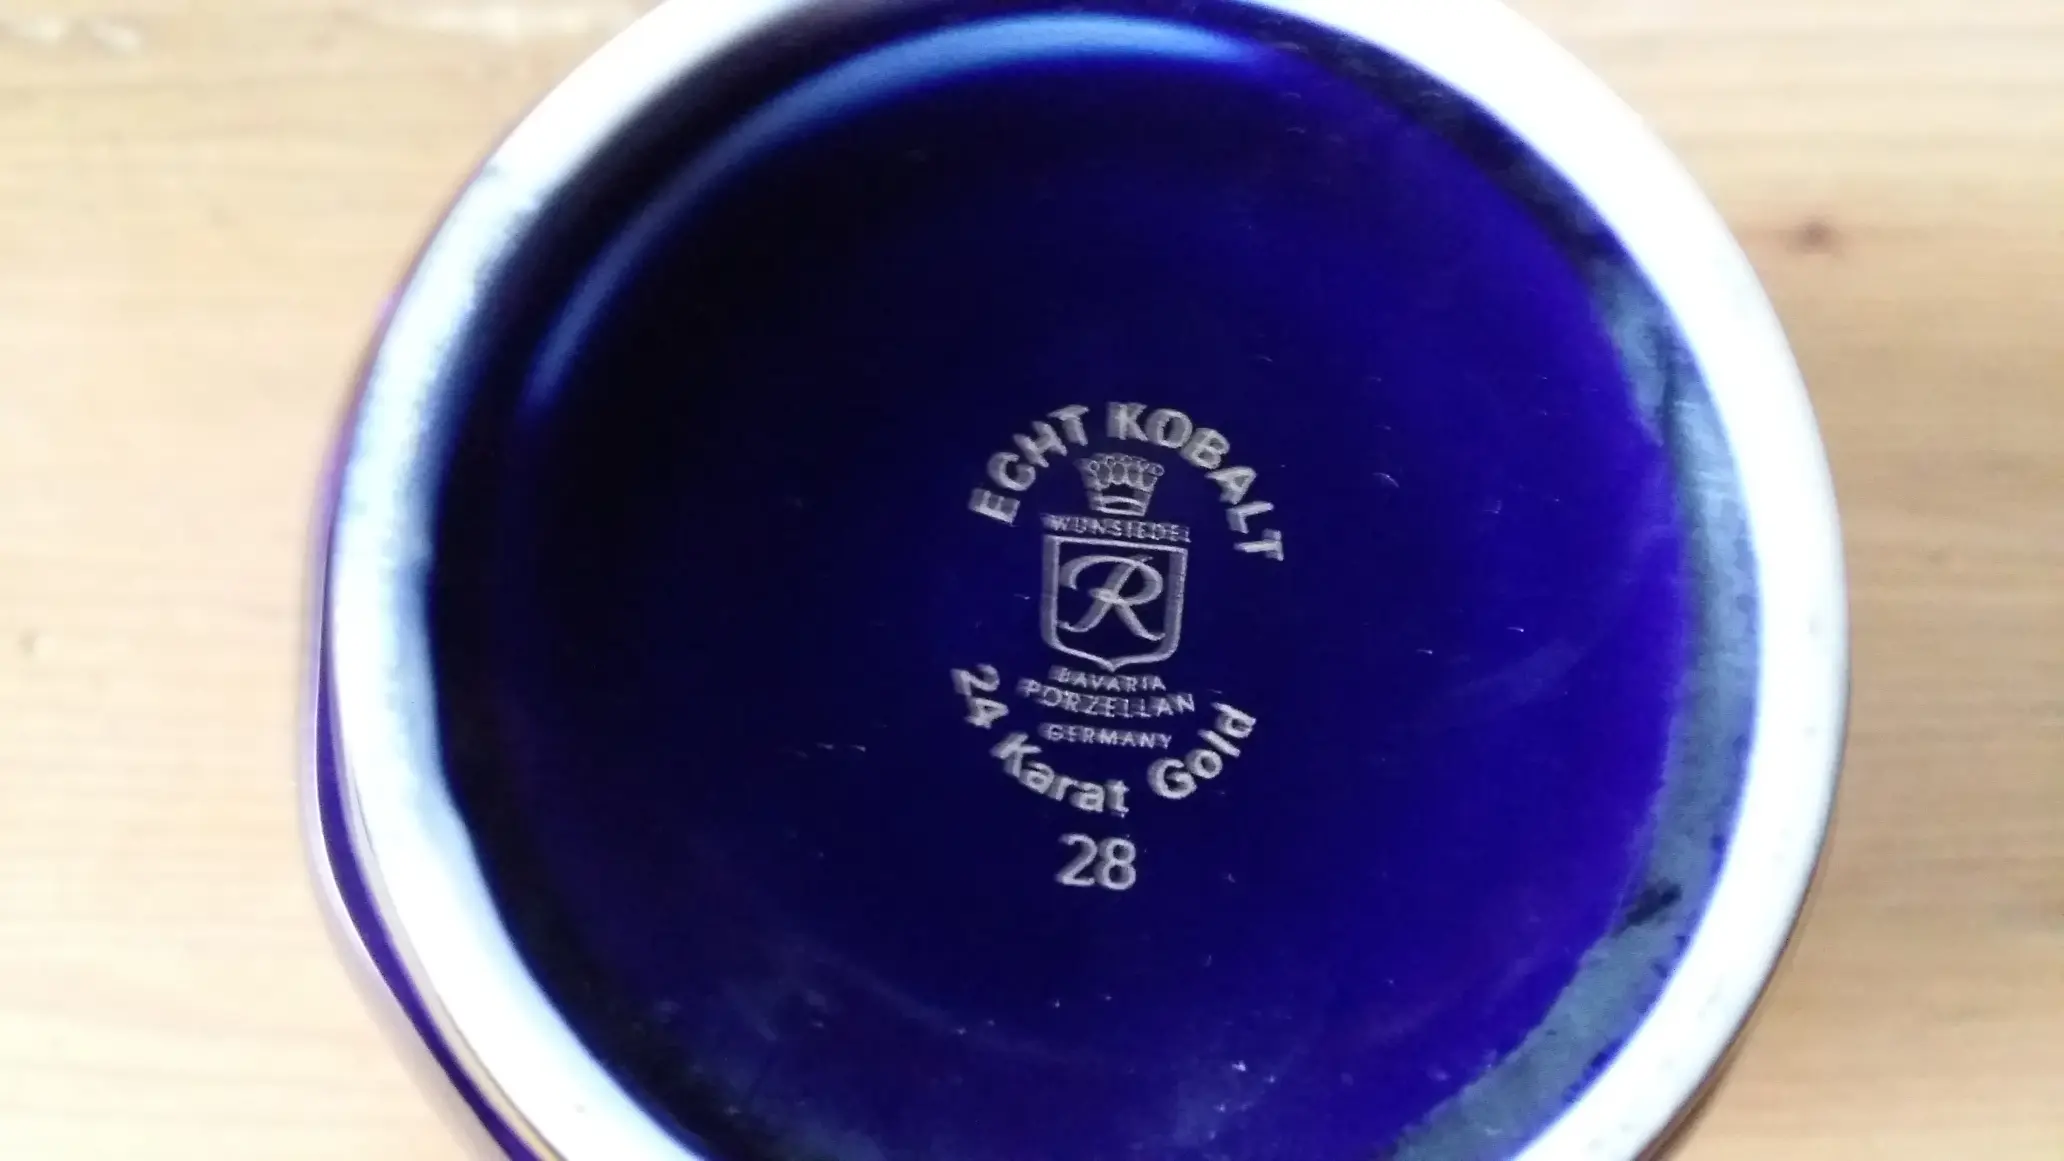 ECHT KOBALT
WUNSIEDEL
R
BAVARIA
PORZELLAN
GERMANY
24 Karat Gold
28